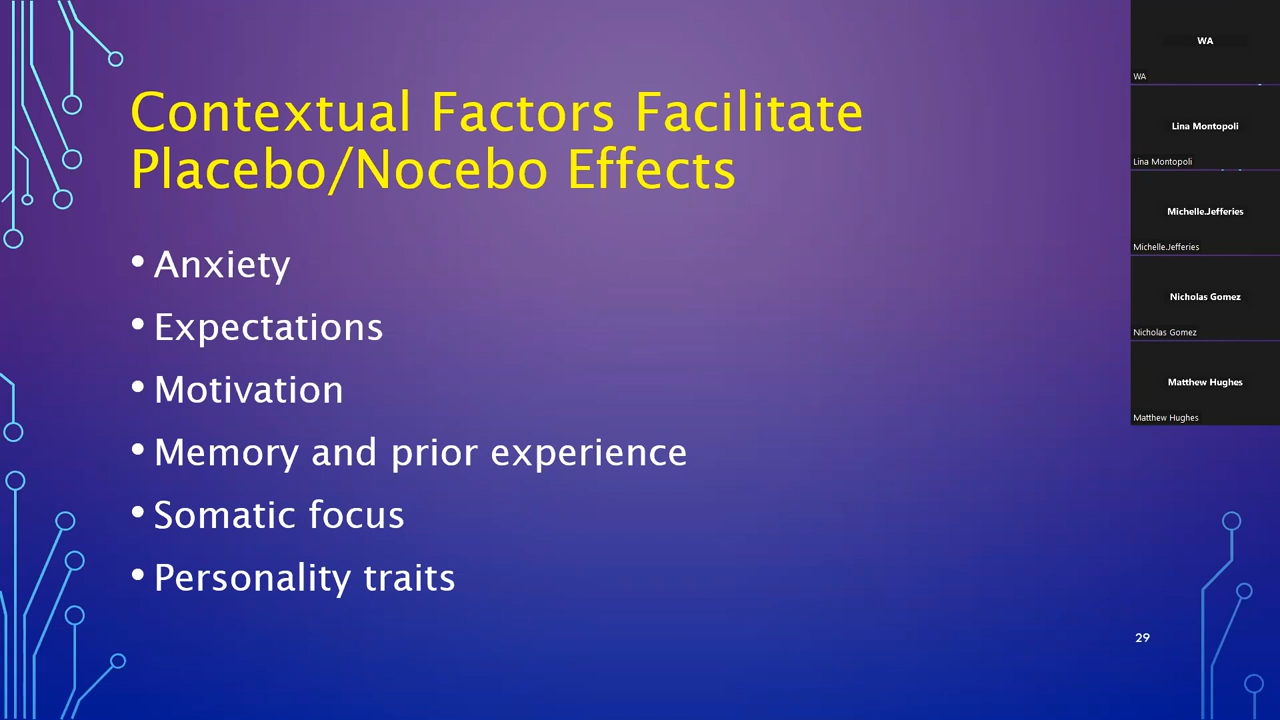 Contextual Factors Facilitate
Placebo/Nocebo Effects
• Anxiety
• Expectations
• Motivation
• Memory and prior experience
• Somatic focus
• Personality traits
29
WA
WA
Lina Montopoli
Lina Montopoli
Michelle.Jefferies
Michelle.Jefferies
Nicholas Gomez
Nicholas Gomez
Matthew Hughes
Matthew Hughes